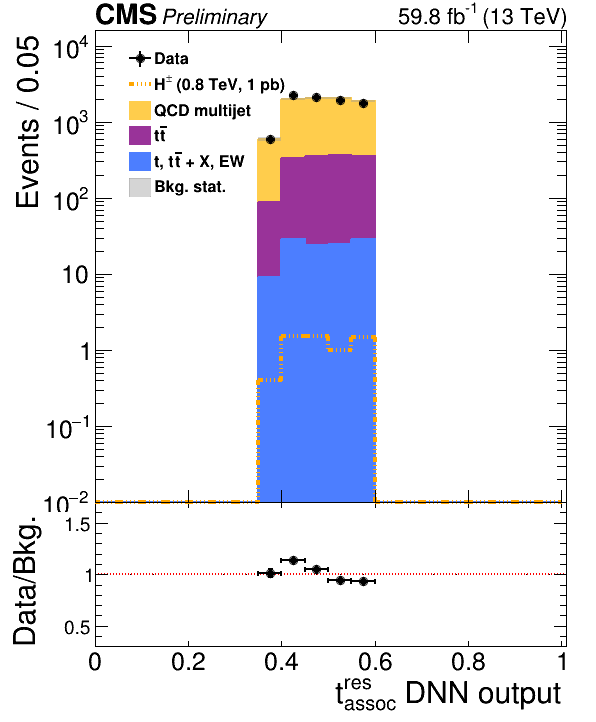 CMS Preliminary 59.8 fb⁻¹ (13 TeV)
10⁴
Data
H± (0.8 TeV, 1 pb)
10³
QCD multijet
tt̄
t, tt̄ + X, EW
Bkg. stat.
10²
10
1
10⁻¹
10⁻²
Events / 0.05
1.5
1
0.5
Data/Bkg.
0 0.2 0.4 0.6 0.8 1
t^res_assoc DNN output